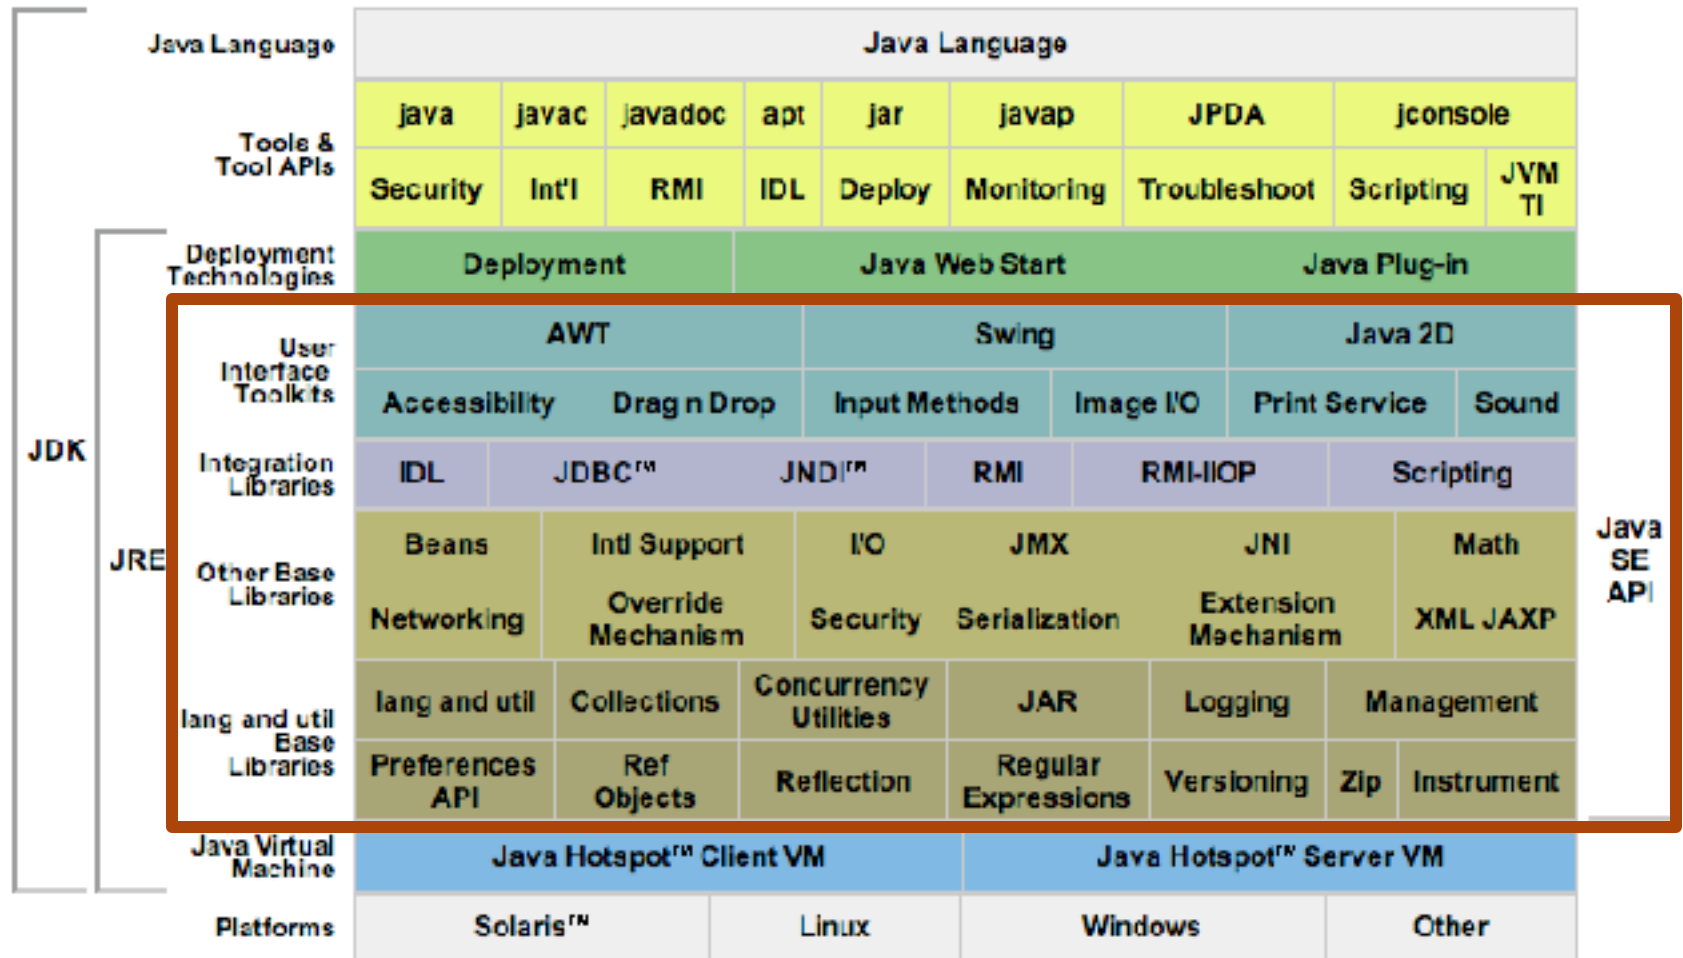 Java Language
Java Language
Tools &
Tool APIs
java javac javadoc apt jar javap JPDA jconsole
Security Int'l RMI IDL Deploy Monitoring Troubleshoot Scripting JVM
TI
Deployment
Technologies
Deployment Java Web Start Java Plug-in
User
Interface
Toolkits
AWT Swing Java 2D
Accessibility Drag n Drop Input Methods Image I/O Print Service Sound
JDK
Integration
Libraries
IDL JDBC™ JNDI™ RMI RMI-IIOP Scripting
JRE
Other Base
Libraries
Beans Intl Support I/O JMX JNI Math
Networking Override
Mechanism Security Serialization Extension
Mechanism XML JAXP
Java
SE
API
lang and util
Base
Libraries
lang and util Collections Concurrency
Utilities JAR Logging Management
Preferences
API Ref
Objects Reflection Regular
Expressions Versioning Zip Instrument
Java Virtual
Machine
Java Hotspot™ Client VM Java Hotspot™ Server VM
Platforms
Solaris™ Linux Windows Other